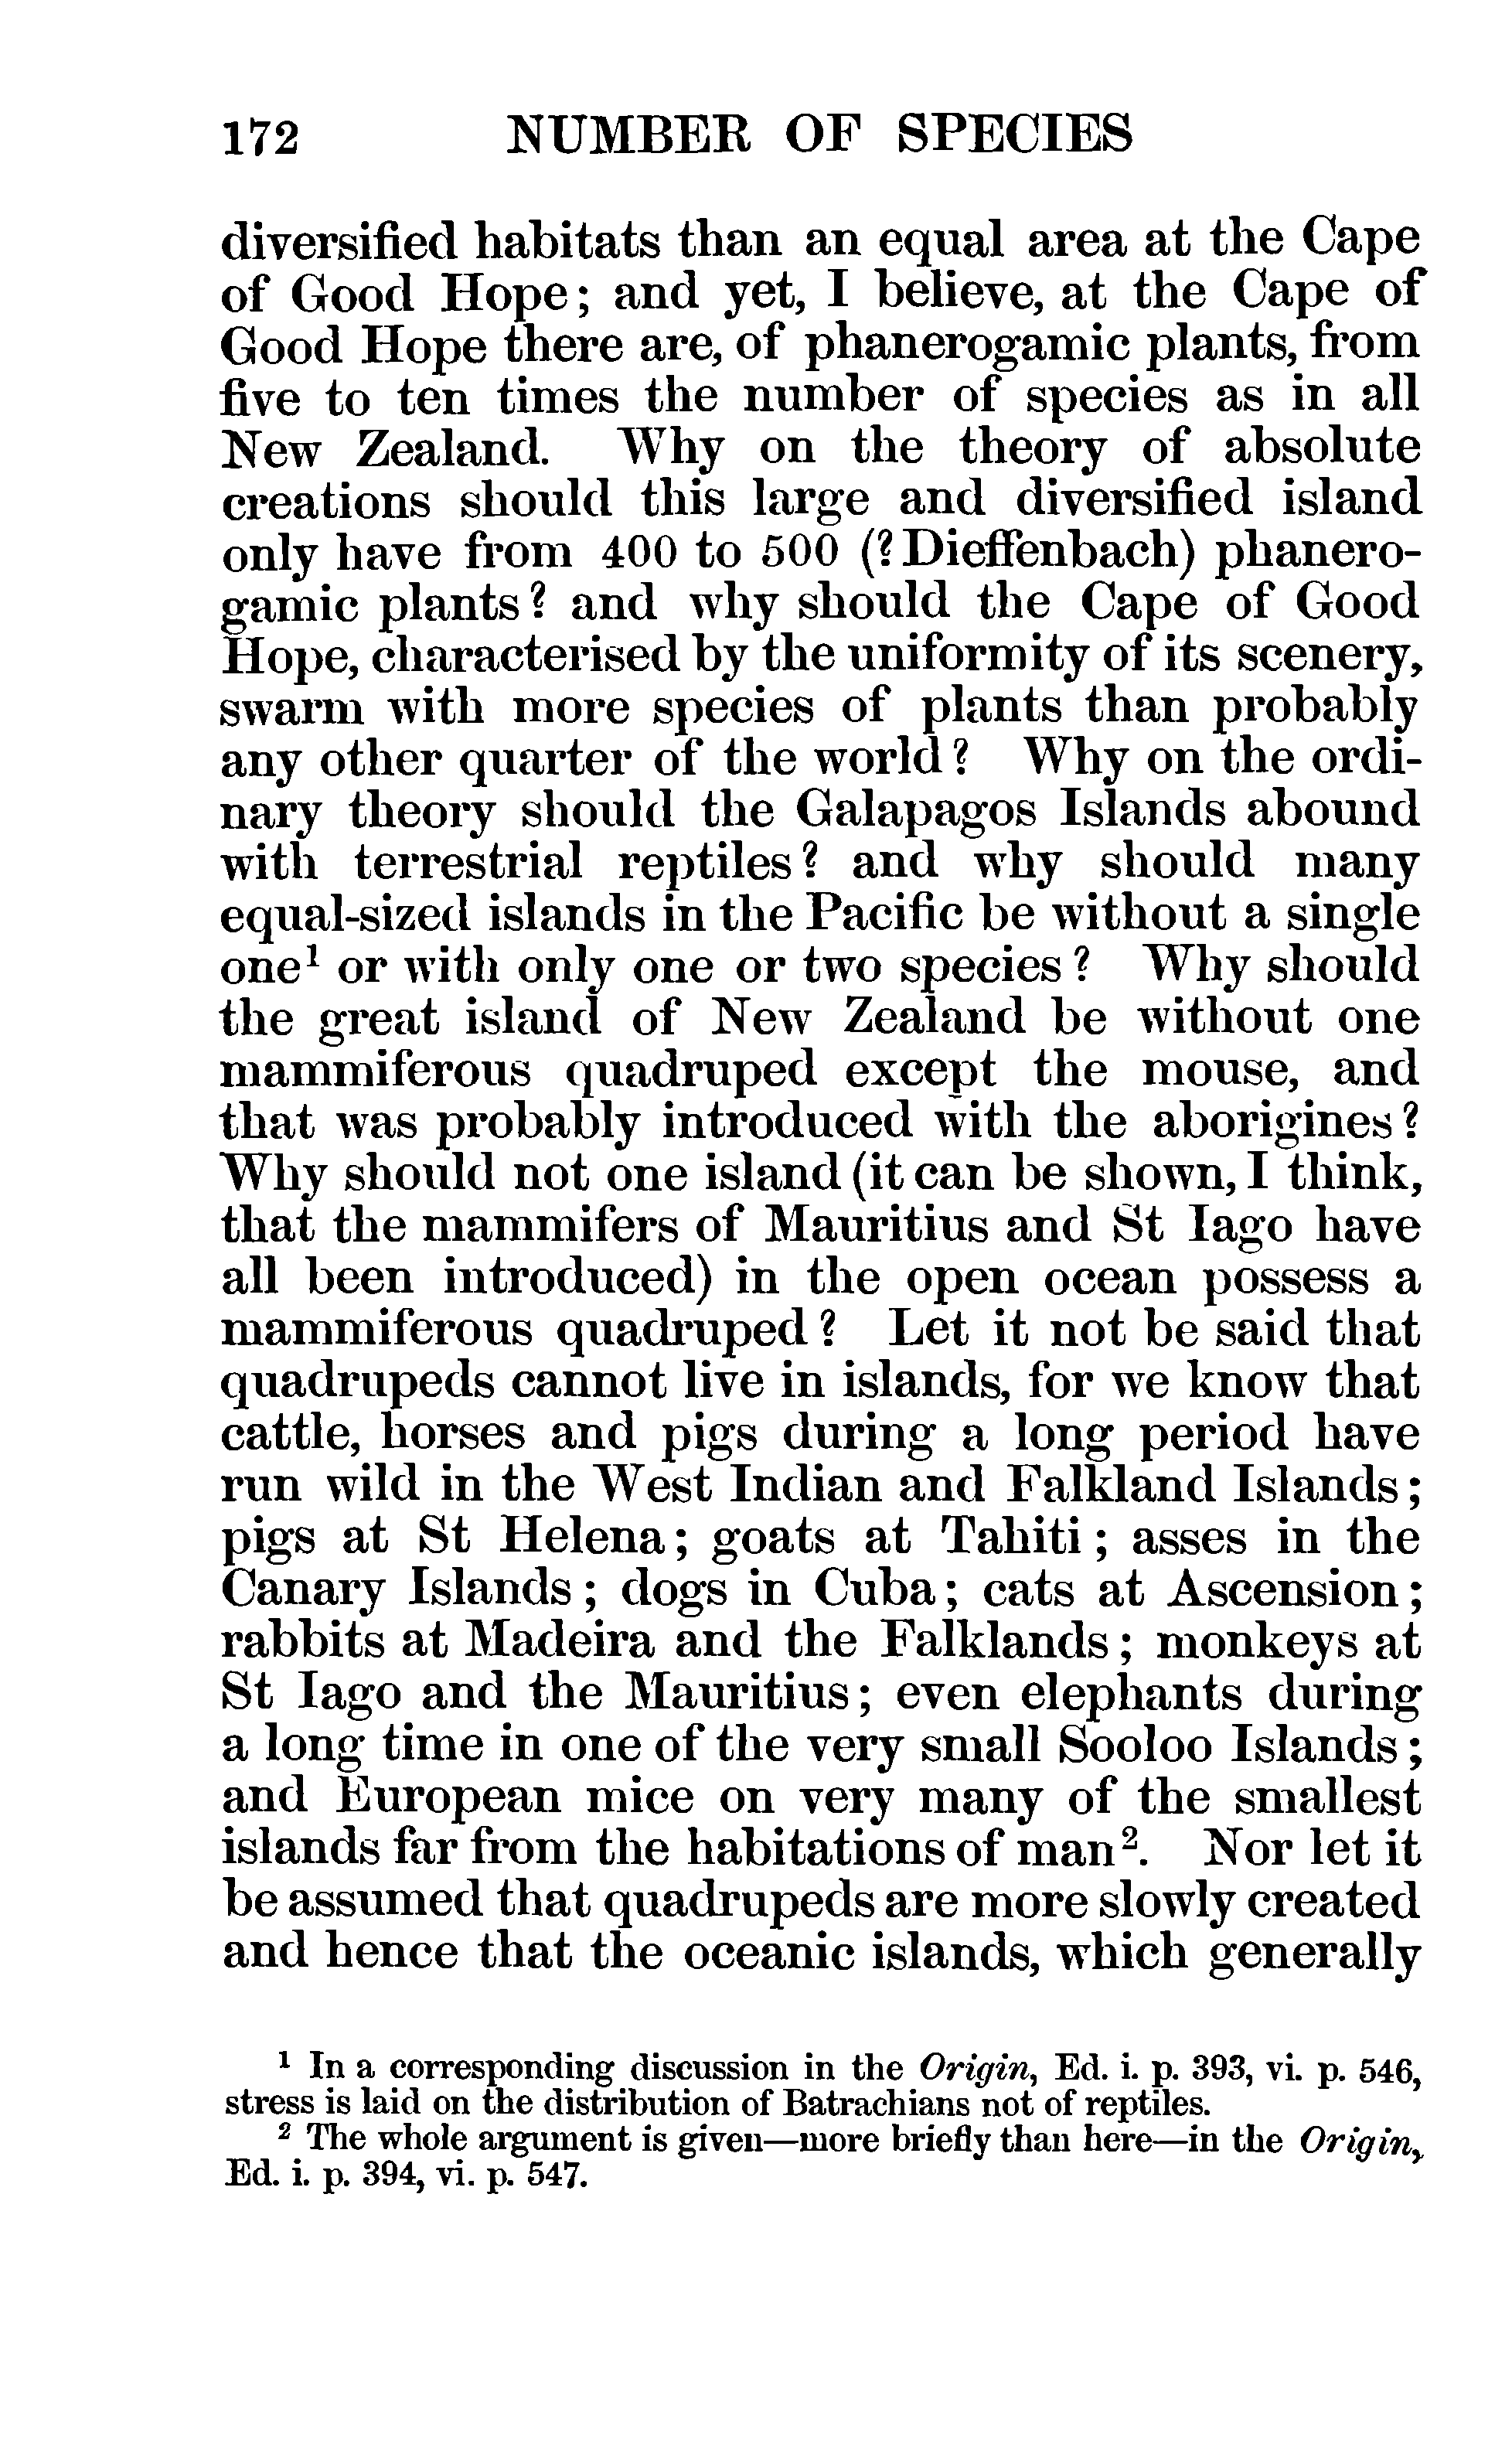 172 NUMBER OF SPECIES
diversified habitats than an equal area at the Cape
of Good Hope; and yet, I believe, at the Cape of
Good Hope there are, of phanerogamic plants, from
five to ten times the number of species as in all
New Zealand. Why on the theory of absolute
creations should this large and diversified island
only have from 400 to 500 (? Dieffenbach) phanero-
gamic plants? and why should the Cape of Good
Hope, characterised by the uniformity of its scenery,
swarm with more species of plants than probably
any other quarter of the world? Why on the ordi-
nary theory should the Galapagos Islands abound
with terrestrial reptiles? and why should many
equal-sized islands in the Pacific be without a single
one¹ or with only one or two species? Why should
the great island of New Zealand be without one
mammiferous quadruped except the mouse, and
that was probably introduced with the aborigines?
Why should not one island (it can be shown, I think,
that the mammifers of Mauritius and St Iago have
all been introduced) in the open ocean possess a
mammiferous quadruped? Let it not be said that
quadrupeds cannot live in islands, for we know that
cattle, horses and pigs during a long period have
run wild in the West Indian and Falkland Islands;
pigs at St Helena; goats at Tahiti; asses in the
Canary Islands; dogs in Cuba; cats at Ascension;
rabbits at Madeira and the Falklands; monkeys at
St Iago and the Mauritius; even elephants during
a long time in one of the very small Sooloo Islands;
and European mice on very many of the smallest
islands far from the habitations of man². Nor let it
be assumed that quadrupeds are more slowly created
and hence that the oceanic islands, which generally
¹ In a corresponding discussion in the Origin, Ed. i. p. 393, vi. p. 546,
stress is laid on the distribution of Batrachians not of reptiles.
² The whole argument is given—more briefly than here—in the Origin,
Ed. i. p. 394, vi. p. 547.